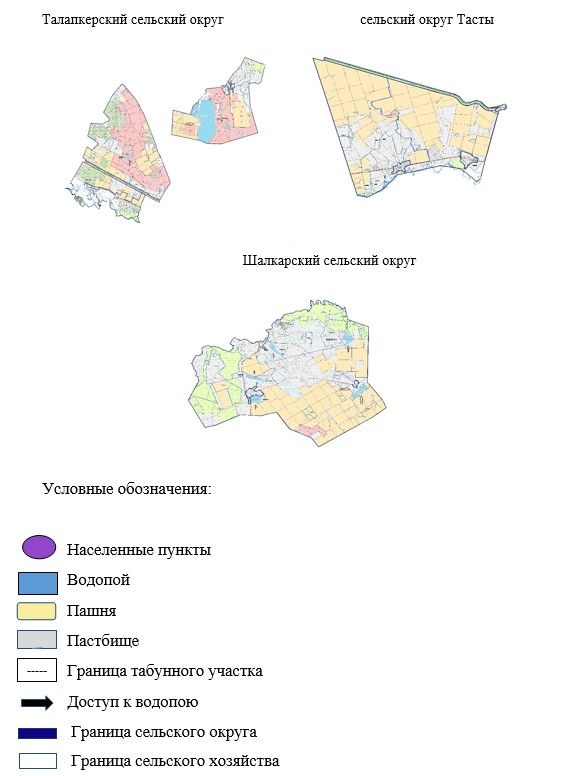 Талапкерский сельский округ
сельский округ Тасты
Шалкарский сельский округ
Условные обозначения:
Населенные пункты
Водопой
Пашня
Пастбище
Граница табунного участка
Доступ к водопою
Граница сельского округа
Граница сельского хозяйства